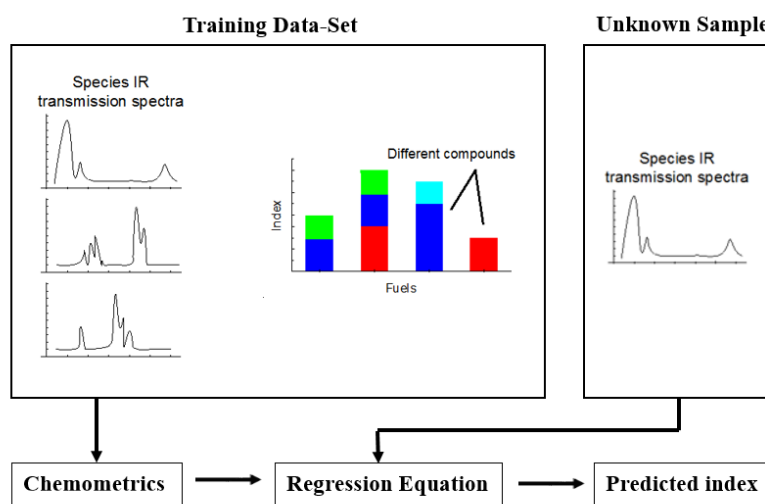 Training Data-Set
Unknown Sample
Species IR
transmission spectra
Different compounds
Index
Fuels
Species IR
transmission spectra
Chemometrics
Regression Equation
Predicted index